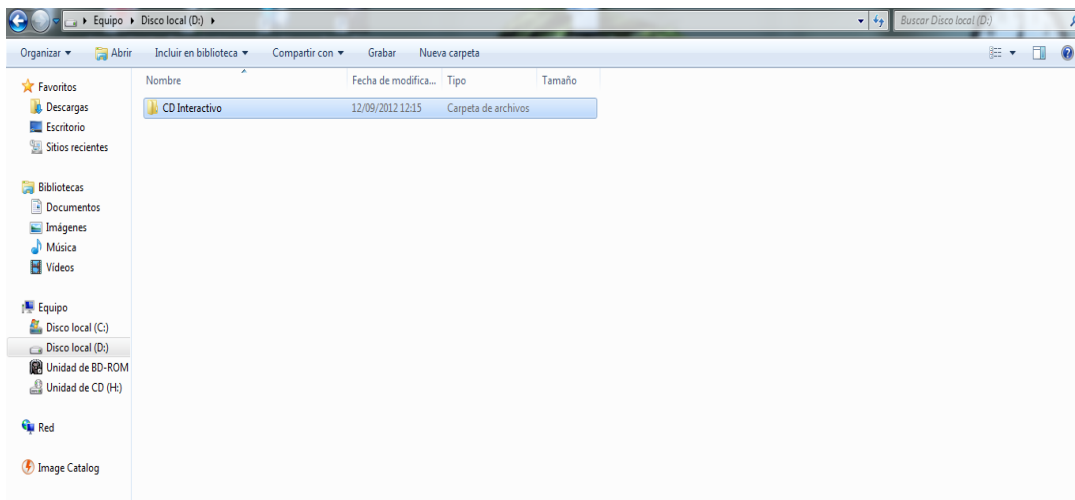 Equipo Disco local (D:) Buscar Disco local (D:)
Organizar Abrir Incluir en biblioteca Compartir con Grabar Nueva carpeta
Favoritos
Descargas
Escritorio
Sitios recientes
Bibliotecas
Documentos
Imágenes
Música
Vídeos
Equipo
Disco local (C:)
Disco local (D:)
Unidad de BD-ROM
Unidad de CD (H:)
Red
Image Catalog
Nombre Fecha de modifica... Tipo Tamaño
CD Interactivo 12/09/2012 12:15 Carpeta de archivos